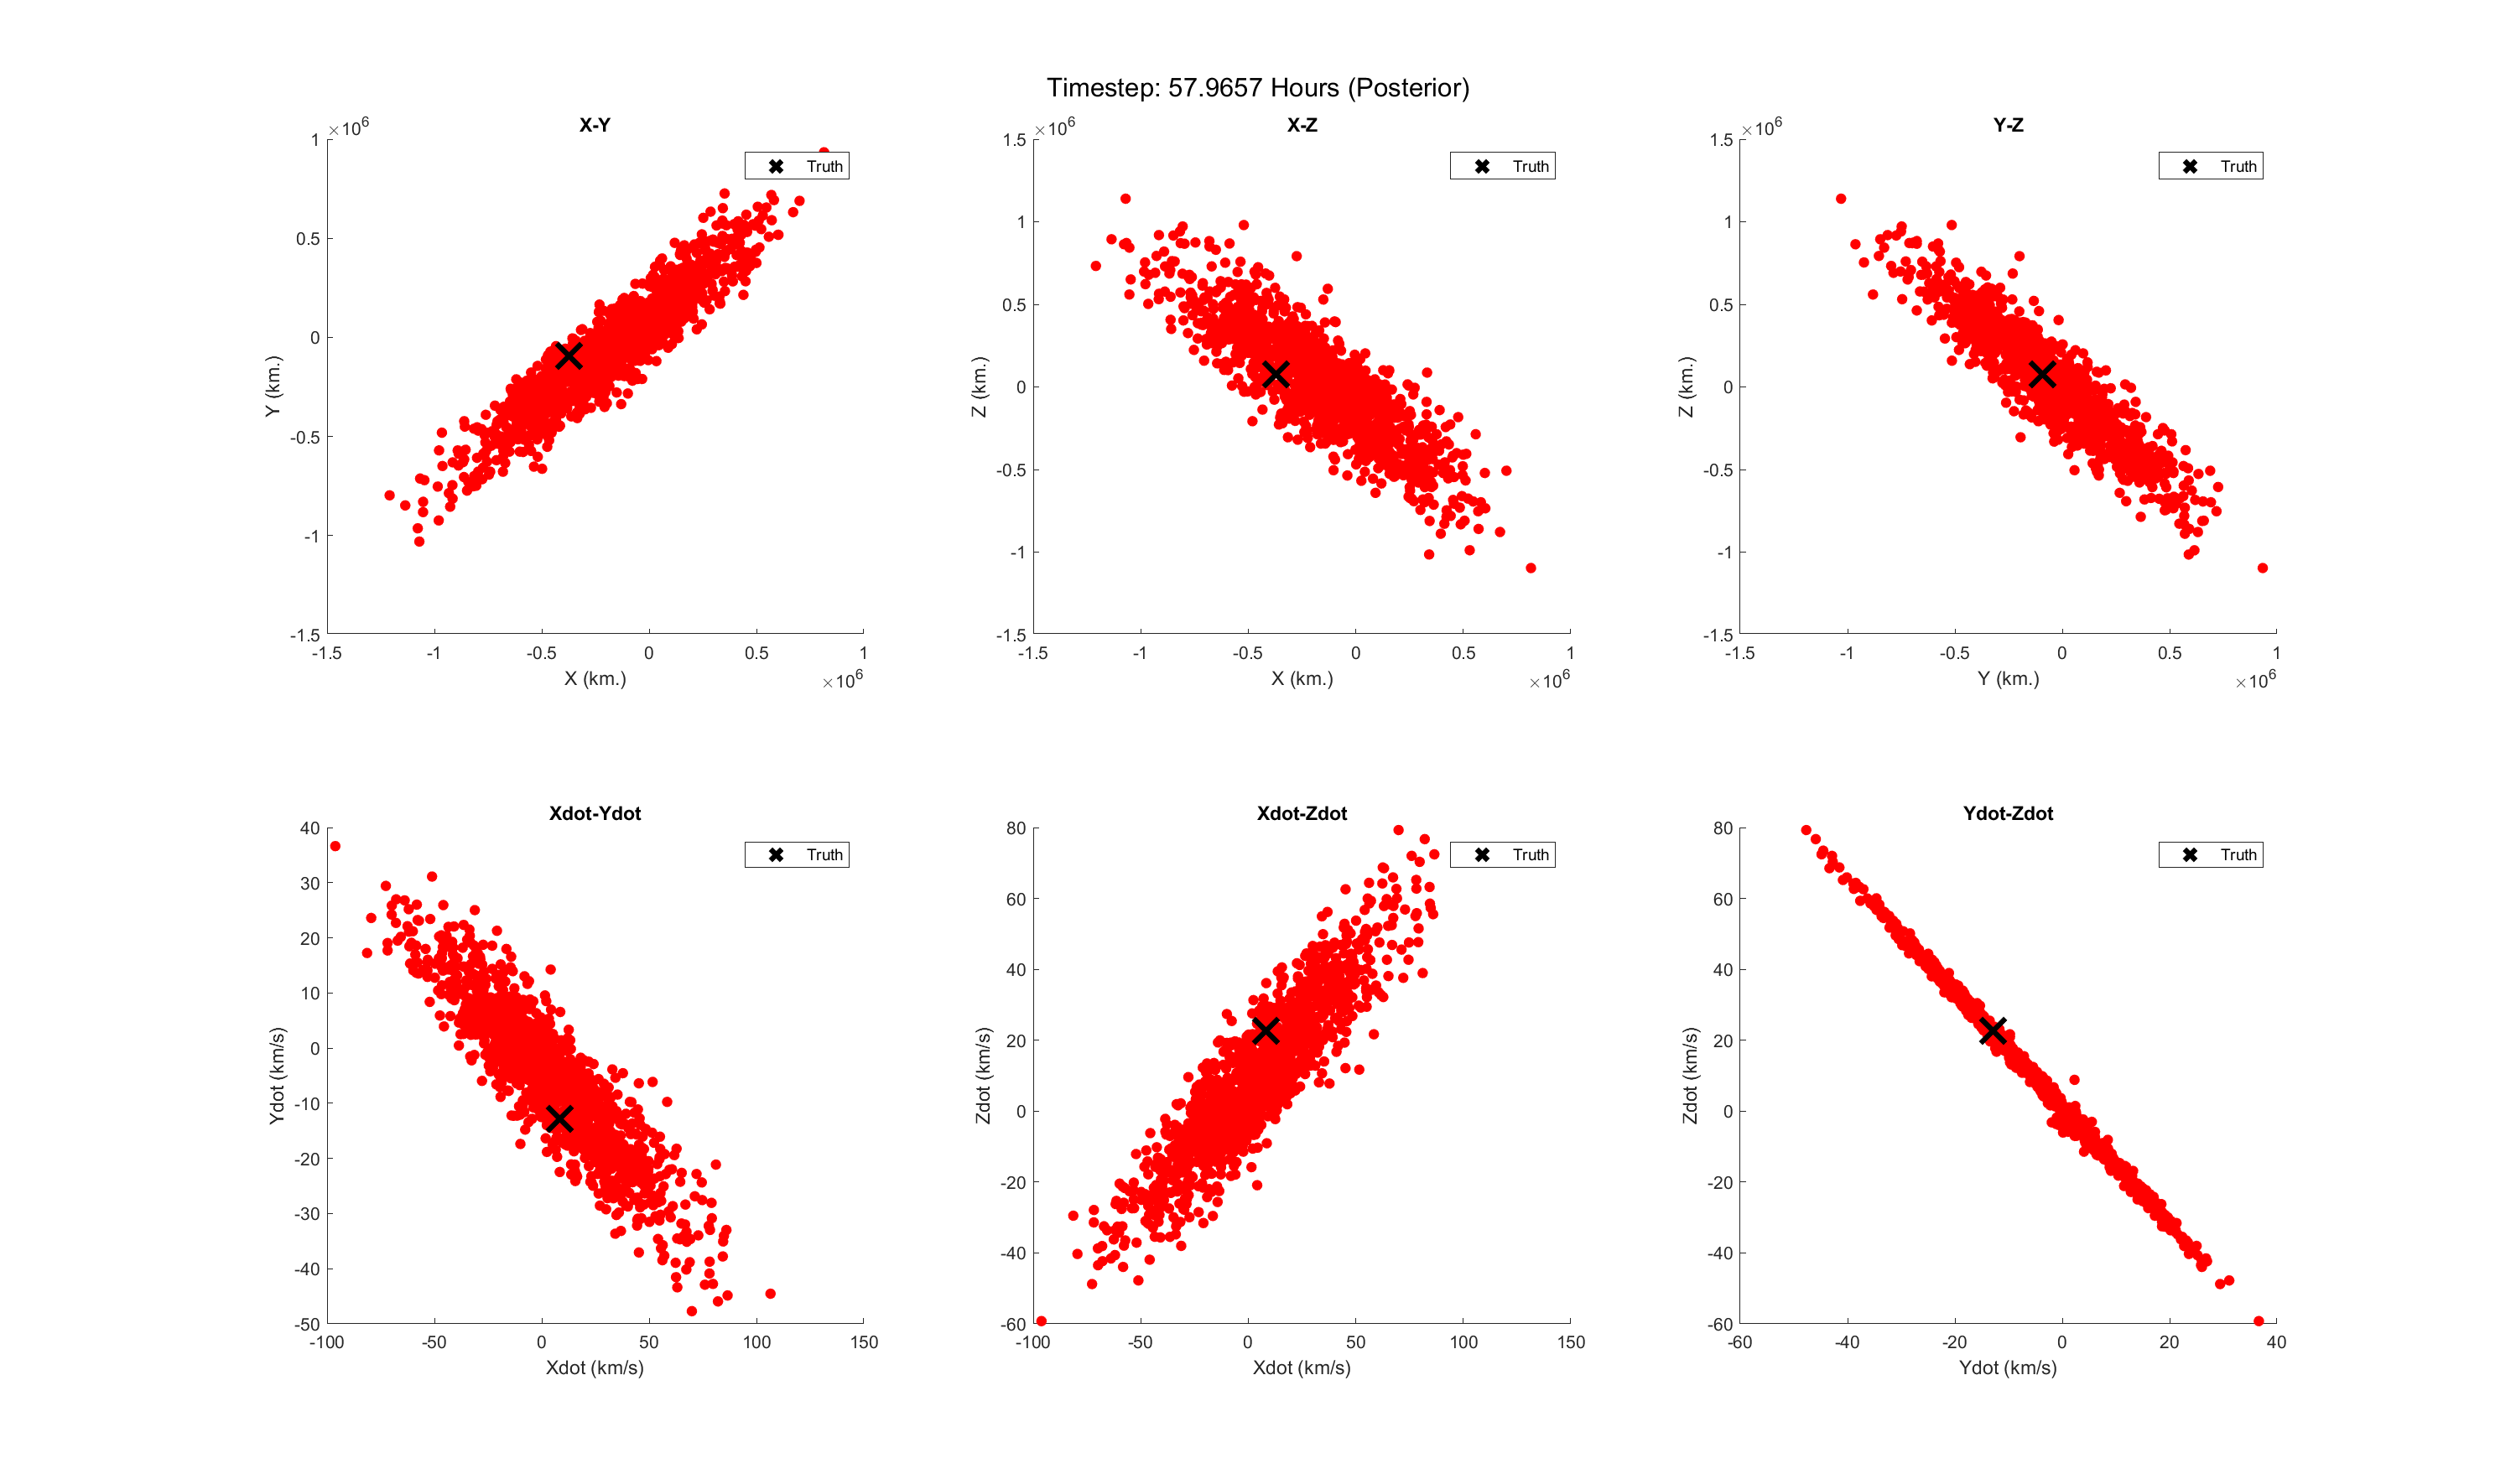 Timestep: 57.9657 Hours (Posterior)
X-Y
×10^6
1
0.5
0
-0.5
-1
-1.5
Y (km.)
-1.5 -1 -0.5 0 0.5 1
X (km.)
×10^6
Truth
X-Z
×10^6
1.5
1
0.5
0
-0.5
-1
-1.5
Z (km.)
-1.5 -1 -0.5 0 0.5 1
X (km.)
×10^6
Truth
Y-Z
×10^6
1.5
1
0.5
0
-0.5
-1
-1.5
Z (km.)
-1.5 -1 -0.5 0 0.5 1
Y (km.)
×10^6
Truth
Xdot-Ydot
40
30
20
10
0
-10
-20
-30
-40
-50
Ydot (km/s)
-100 -50 0 50 100 150
Xdot (km/s)
Truth
Xdot-Zdot
80
60
40
20
0
-20
-40
-60
Zdot (km/s)
-100 -50 0 50 100 150
Xdot (km/s)
Truth
Ydot-Zdot
80
60
40
20
0
-20
-40
-60
Zdot (km/s)
-60 -40 -20 0 20 40
Ydot (km/s)
Truth